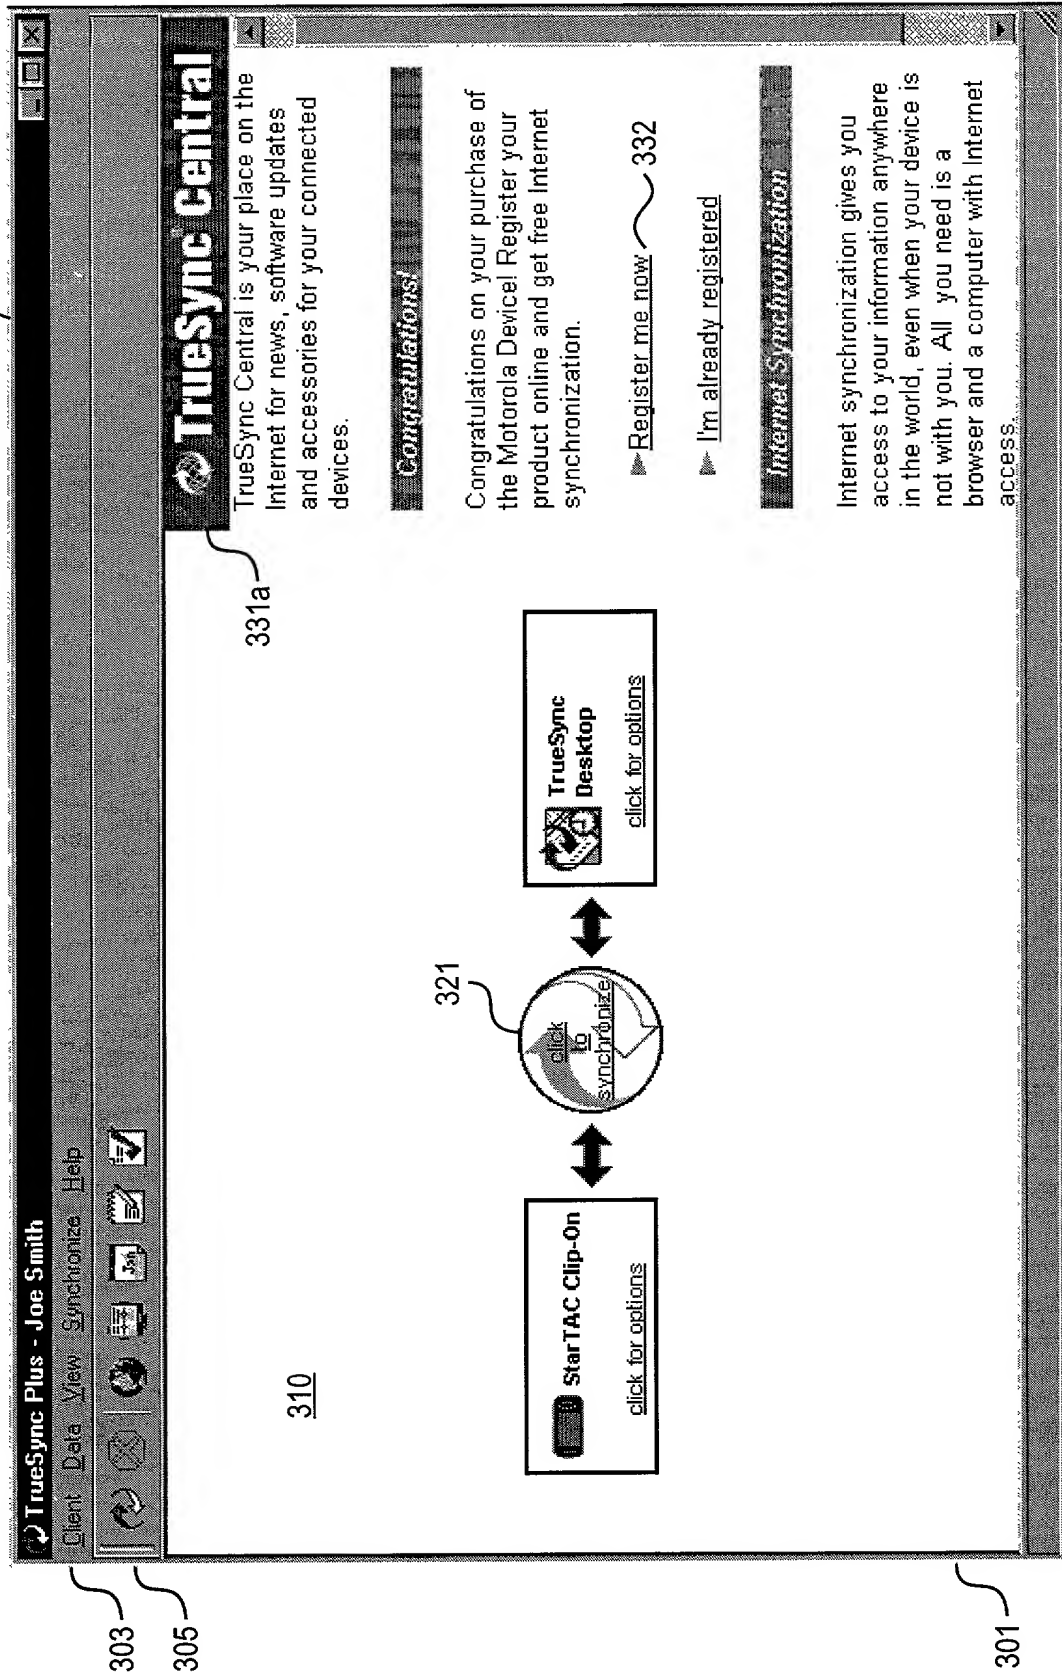 TrueSync Plus - Joe Smith
Client Data View Synchronize Help
303
305
301
310
StarTAC Clip-On
click for options
321
click
to
synchronize
TrueSync
Desktop
click for options
331a
TrueSync Central
TrueSync Central is your place on the
Internet for news, software updates
and accessories for your connected
devices.
Congratulations!
Congratulations on your purchase of
the Motorola Device! Register your
product online and get free Internet
synchronization.
Register me now
332
I'm already registered
Internet Synchronization
Internet synchronization gives you
access to your information anywhere
in the world, even when your device is
not with you. All you need is a
browser and a computer with Internet
access.